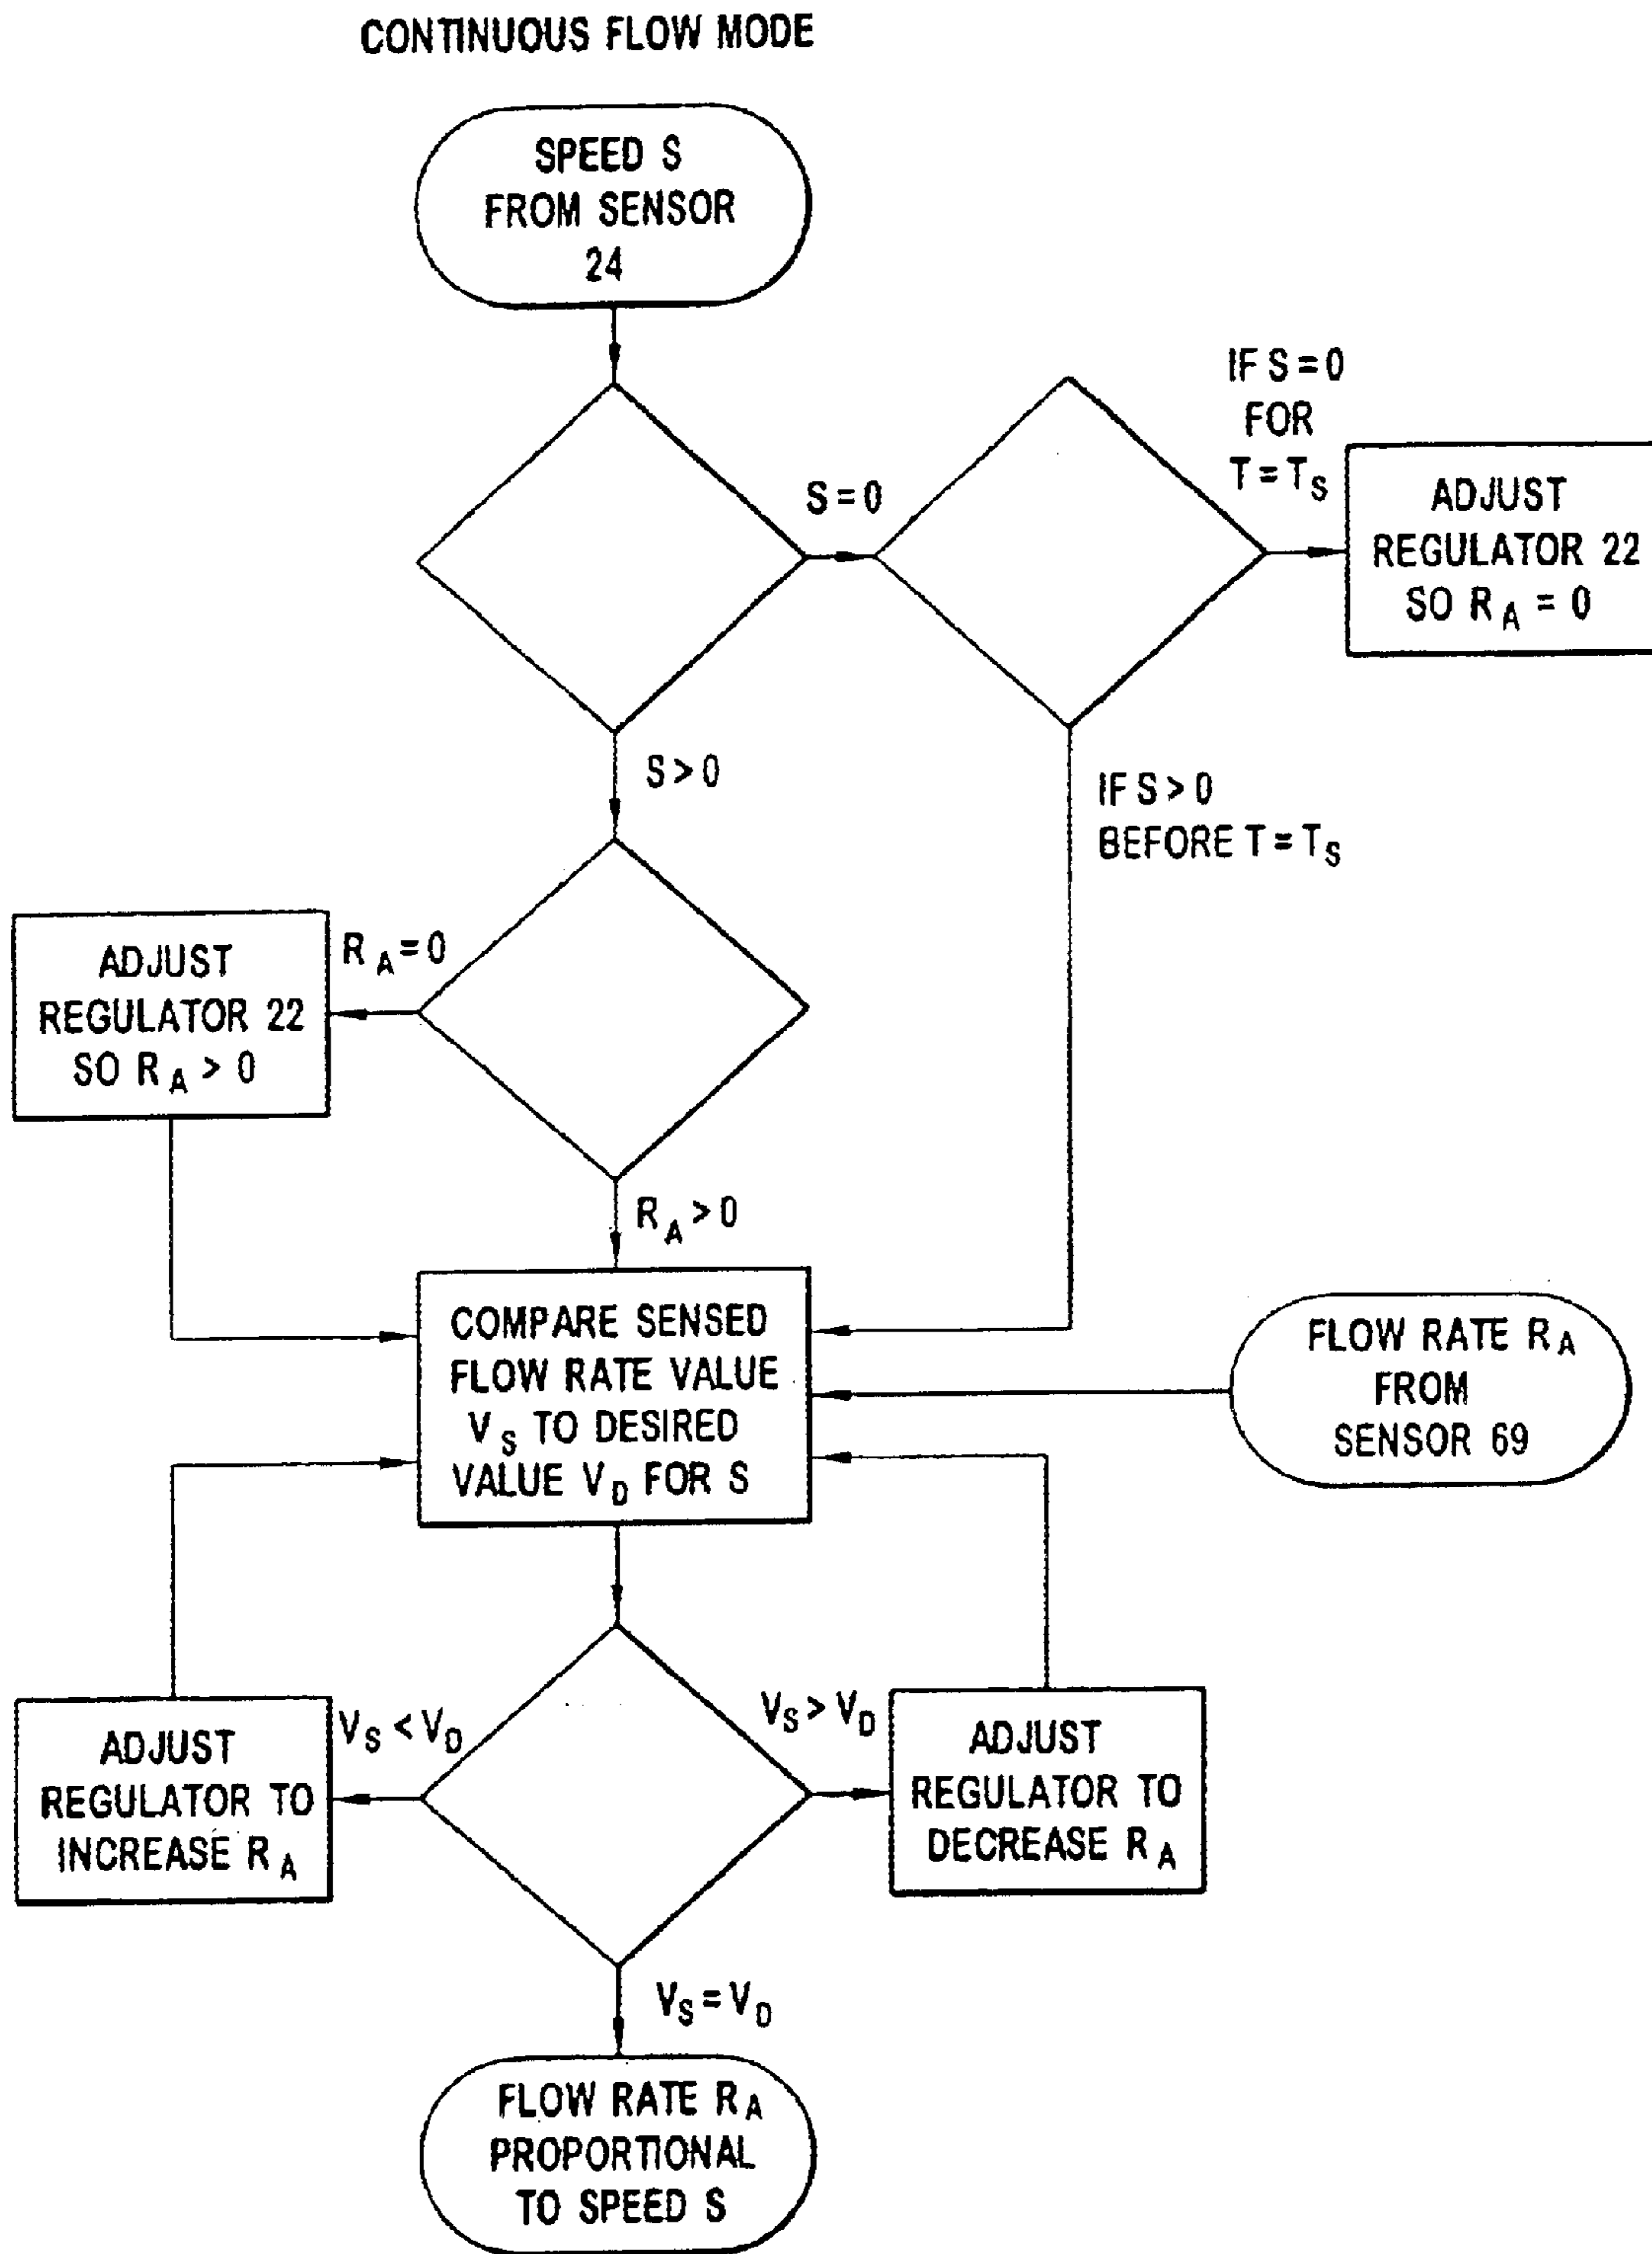 CONTINUOUS FLOW MODE
SPEED S
FROM SENSOR
24
S=0
IF S=0
FOR
T=T_S
ADJUST
REGULATOR 22
SO R_A = 0
S>0
IF S>0
BEFORE T=T_S
R_A=0
ADJUST
REGULATOR 22
SO R_A > 0
R_A>0
COMPARE SENSED
FLOW RATE VALUE
V_S TO DESIRED
VALUE V_D FOR S
FLOW RATE R_A
FROM
SENSOR 69
V_S < V_D
ADJUST
REGULATOR TO
INCREASE R_A
V_S > V_D
ADJUST
REGULATOR TO
DECREASE R_A
V_S = V_D
FLOW RATE R_A
PROPORTIONAL
TO SPEED S